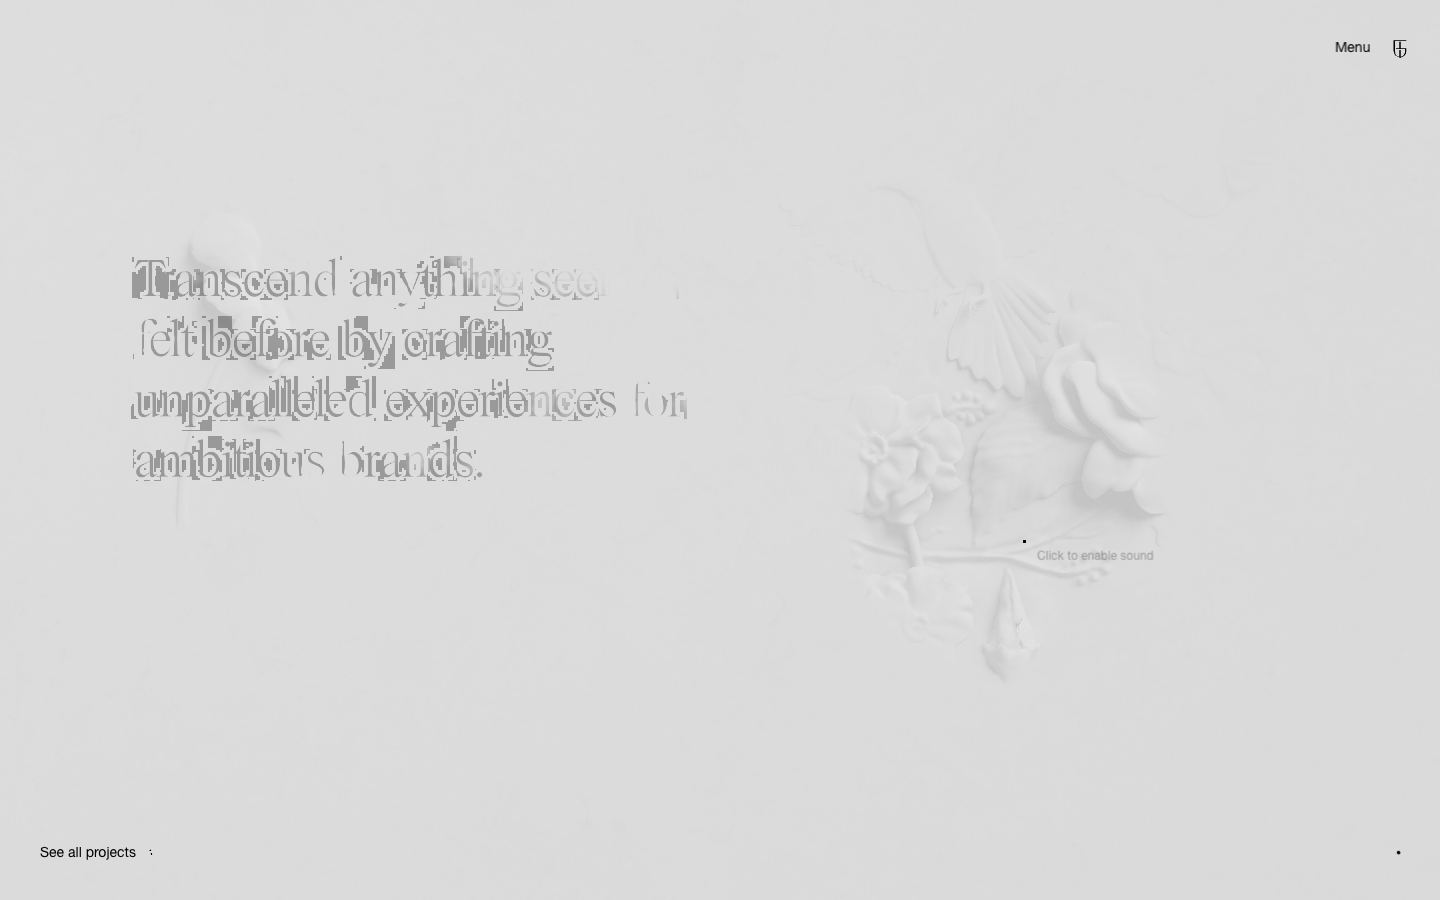 Menu
Transcend anything seen
felt before by crafting
unparalleled experiences for
ambitious brands.
Click to enable sound
See all projects